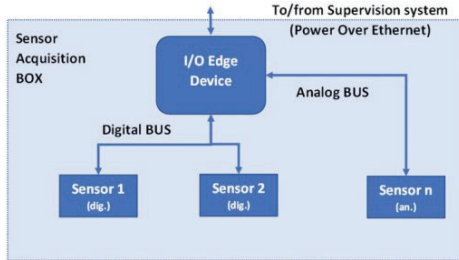 To/from Supervision system
(Power Over Ethernet)
Sensor
Acquisition
BOX
I/O Edge
Device
Analog BUS
Digital BUS
Sensor 1
(dig.)
Sensor 2
(dig.)
Sensor n
(an.)